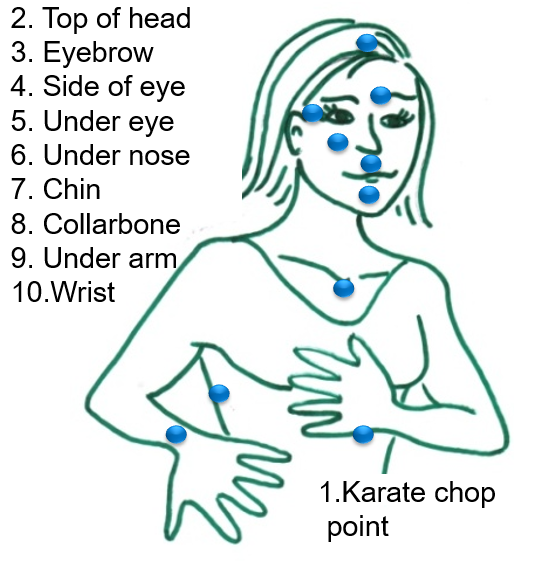 2. Top of head
3. Eyebrow
4. Side of eye
5. Under eye
6. Under nose
7. Chin
8. Collarbone
9. Under arm
10.Wrist
1.Karate chop
point